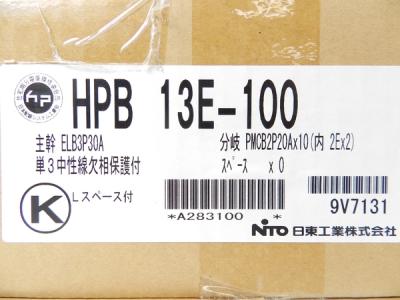 HP
HPB 13E-100
主幹 ELB3P30A
分岐 PMCB2P20Ax10(内 2Ex2)
単3中性線欠相保護付
スペース x 0
K
Lスペース付
*A283100 *
9V7131
NITO 日東工業株式会社